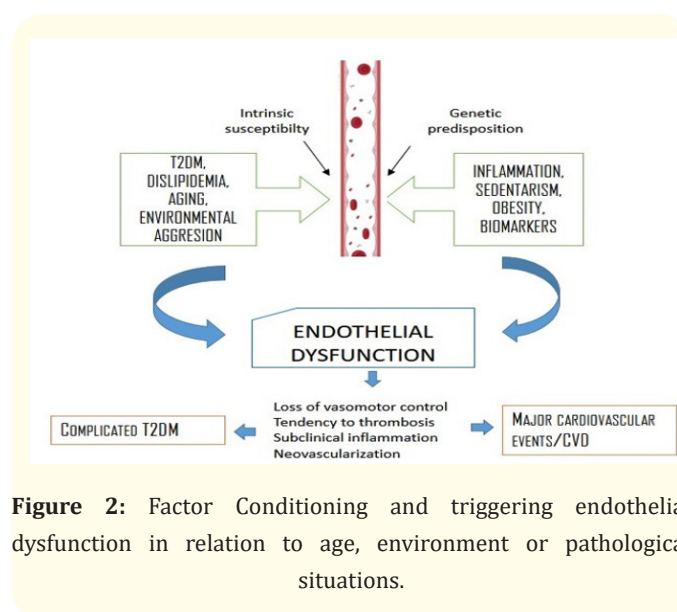 Intrinsic
susceptibilty
Genetic
predisposition
T2DM,
DISLIPIDEMIA,
AGING,
ENVIRONMENTAL
AGGRESION
INFLAMMATION,
SEDENTARISM,
OBESITY,
BIOMARKERS
ENDOTHELIAL
DYSFUNCTION
Loss of vasomotor control
Tendency to thrombosis
Subclinical inflammation
Neovascularization
COMPLICATED T2DM
MAJOR CARDIOVASCULAR
EVENTS/CVD
Figure 2: Factor Conditioning and triggering endothelia
dysfunction in relation to age, environment or pathologica
situations.